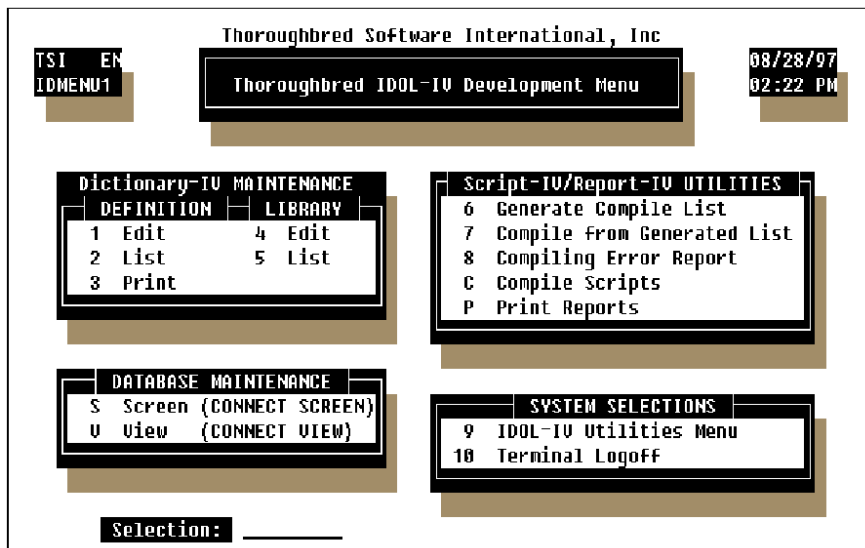 Thoroughbred Software International, Inc
TSI EN
IDMENU1
Thoroughbred IDOL-IV Development Menu
08/28/97
02:22 PM
Dictionary-IV MAINTENANCE
DEFINITION LIBRARY
1 Edit 4 Edit
2 List 5 List
3 Print
Script-IV/Report-IV UTILITIES
6 Generate Compile List
7 Compile from Generated List
8 Compiling Error Report
C Compile Scripts
P Print Reports
DATABASE MAINTENANCE
S Screen (CONNECT SCREEN)
V View (CONNECT VIEW)
SYSTEM SELECTIONS
9 IDOL-IV Utilities Menu
10 Terminal Logoff
Selection: